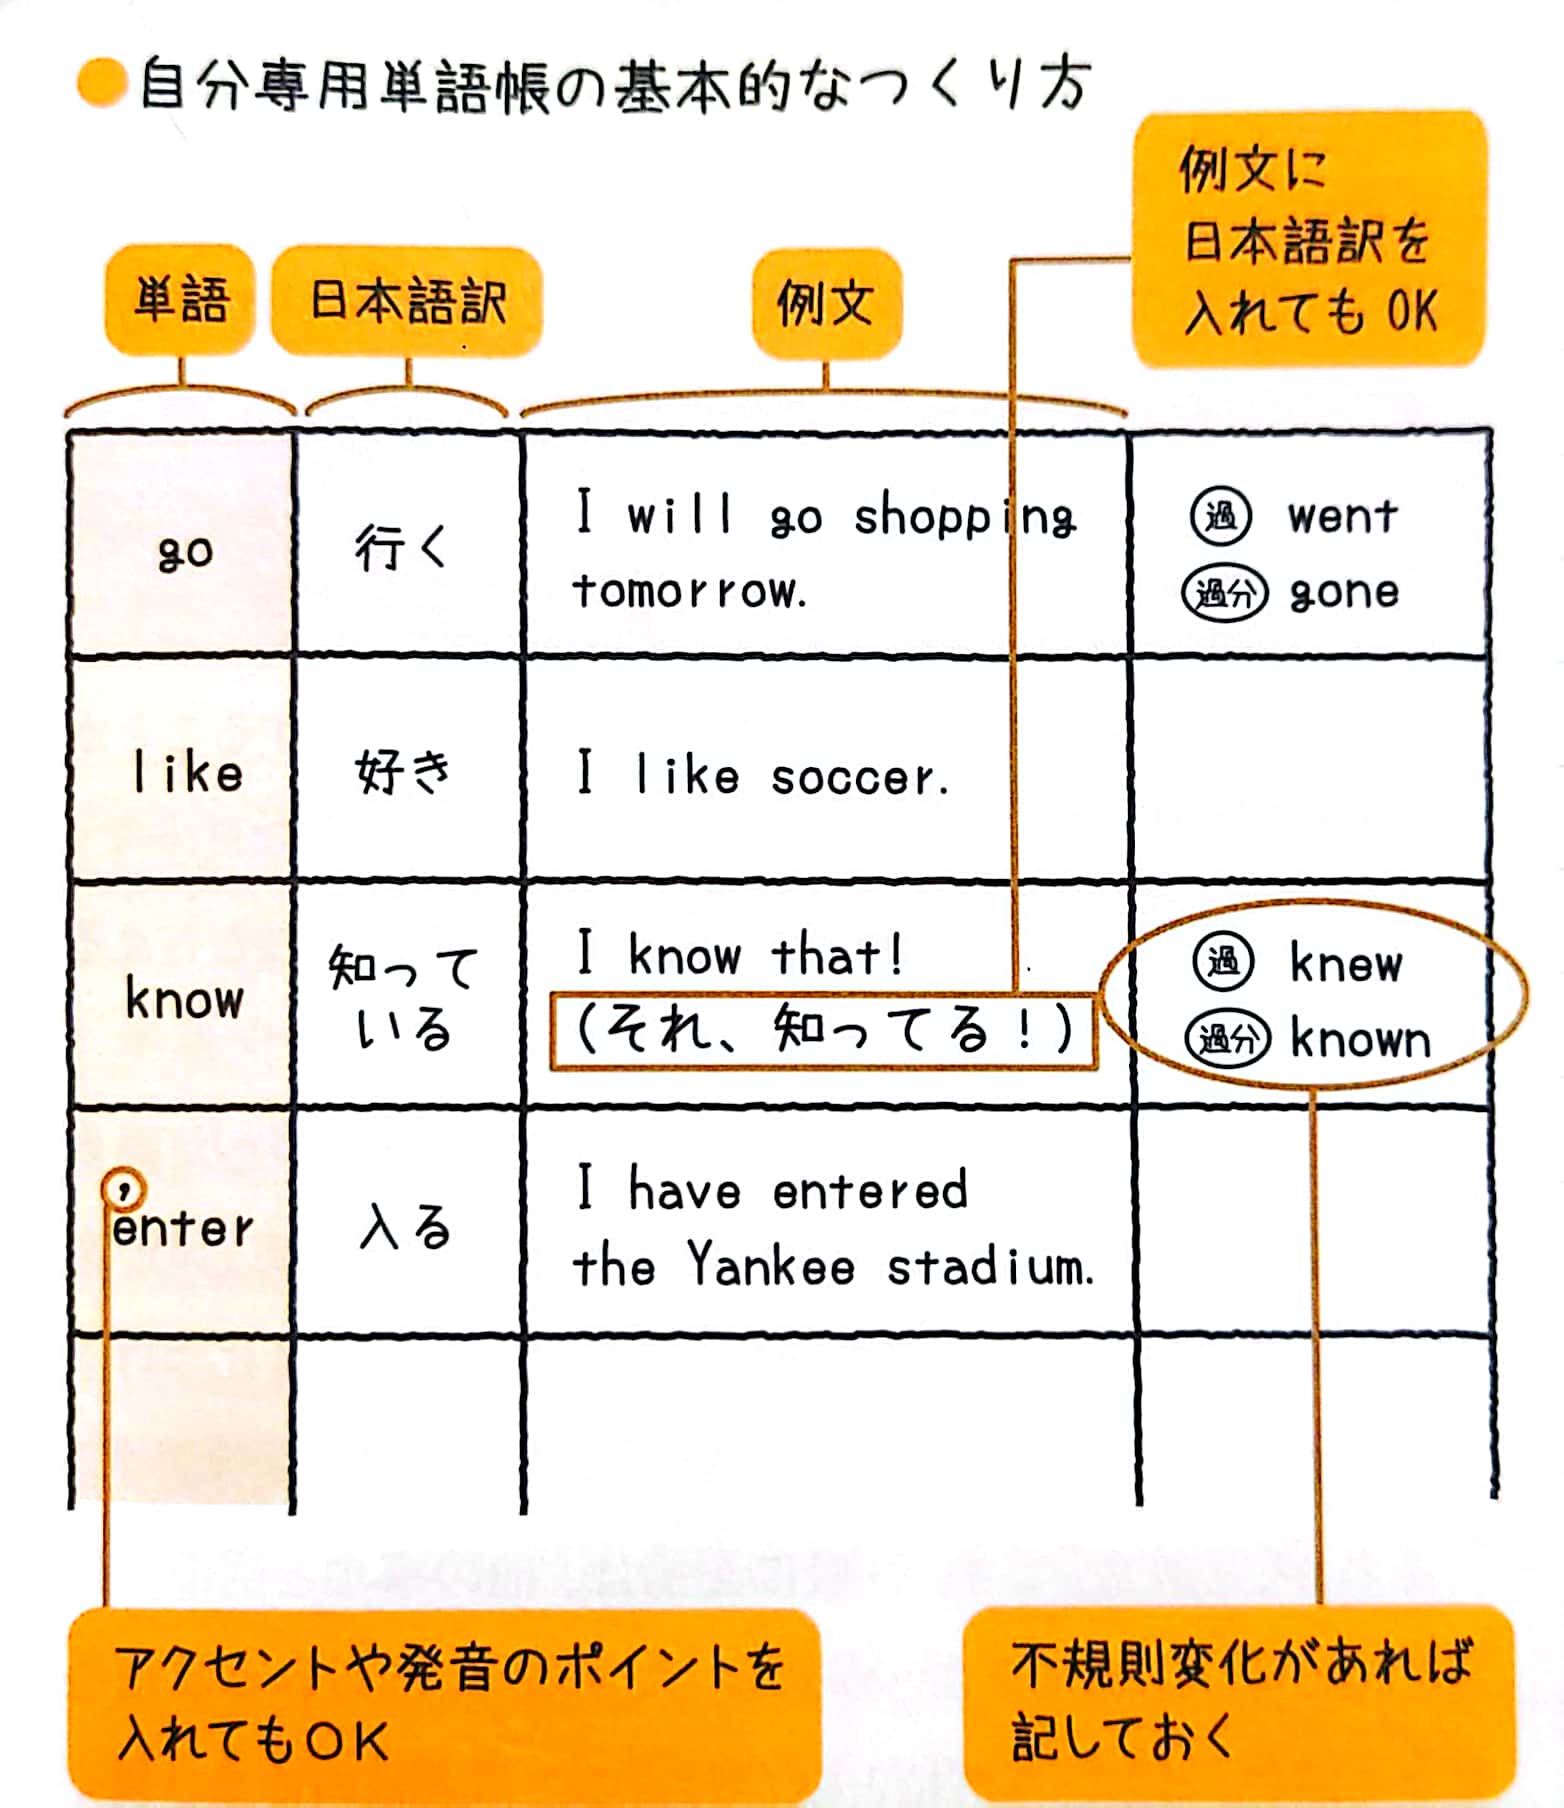 ●自分専用単語帳の基本的なつくり方
例文に
日本語訳を
入れてもOK
単語
日本語訳
例文
go
行く
I will go shopping
tomorrow.
過 went
過分 gone
like
好き
I like soccer.
know
知って
いる
I know that!
(それ、知ってる!)
過 knew
過分 known
,
enter
入る
I have entered
the Yankee stadium.
アクセントや発音のポイントを
入れてもOK
不規則変化があれば
記しておく